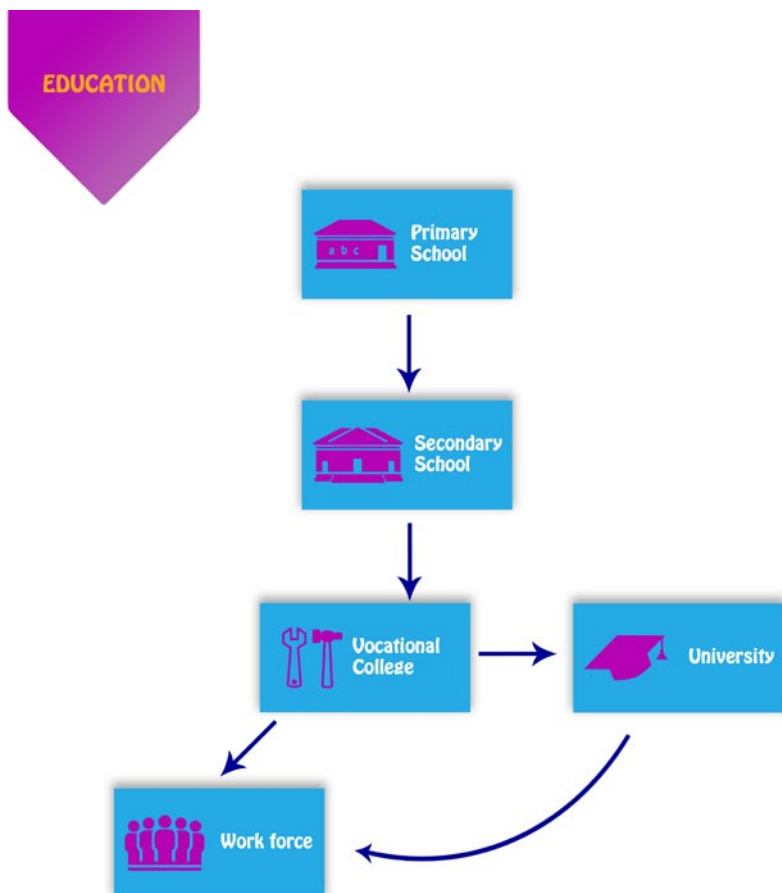 EDUCATION
Primary
School
a b c
Secondary
School
Vocational
College
University
Work force